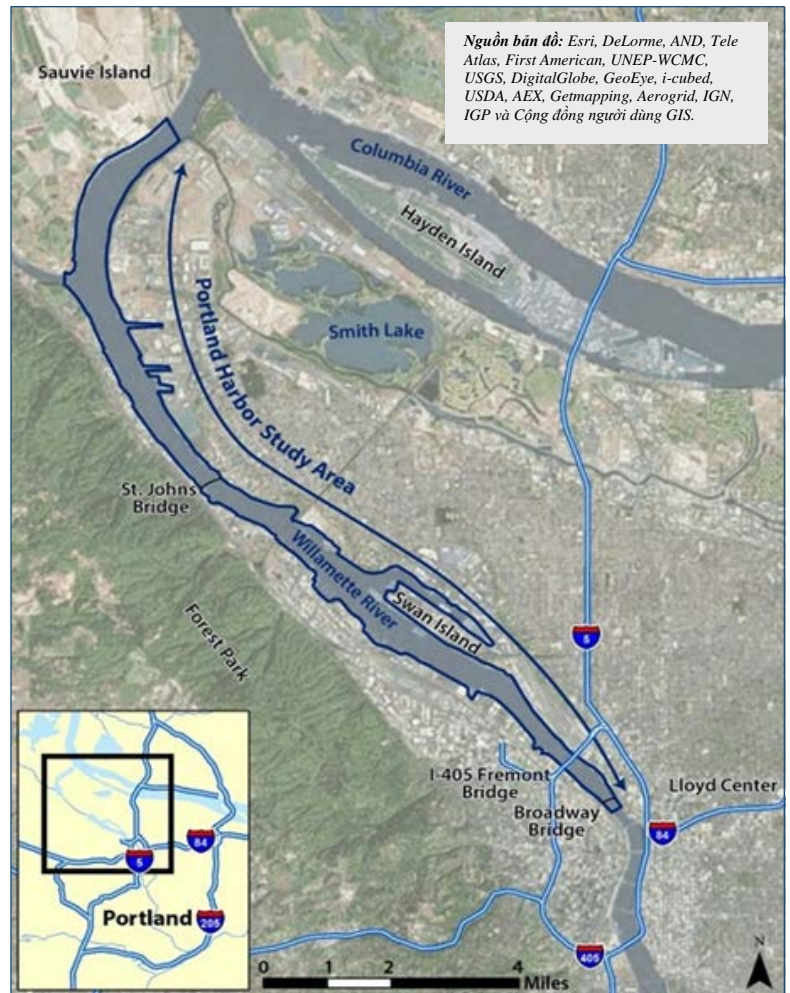 Nguồn bản đồ: Esri, DeLorme, AND, Tele
Atlas, First American, UNEP-WCMC,
USGS, DigitalGlobe, GeoEye, i-cubed,
USDA, AEX, Getmapping, Aerogrid, IGN,
IGP và Cộng đồng người dùng GIS.
Sauvie Island
Columbia River
Hayden Island
Smith Lake
Portland Harbor Study Area
St. Johns
Bridge
Willamette River
Swan Island
Forest Park
5
I-405 Fremont
Bridge
Broadway
Bridge
Lloyd Center
84
405
84
5
Portland
205
0 1 2 4
Miles
N